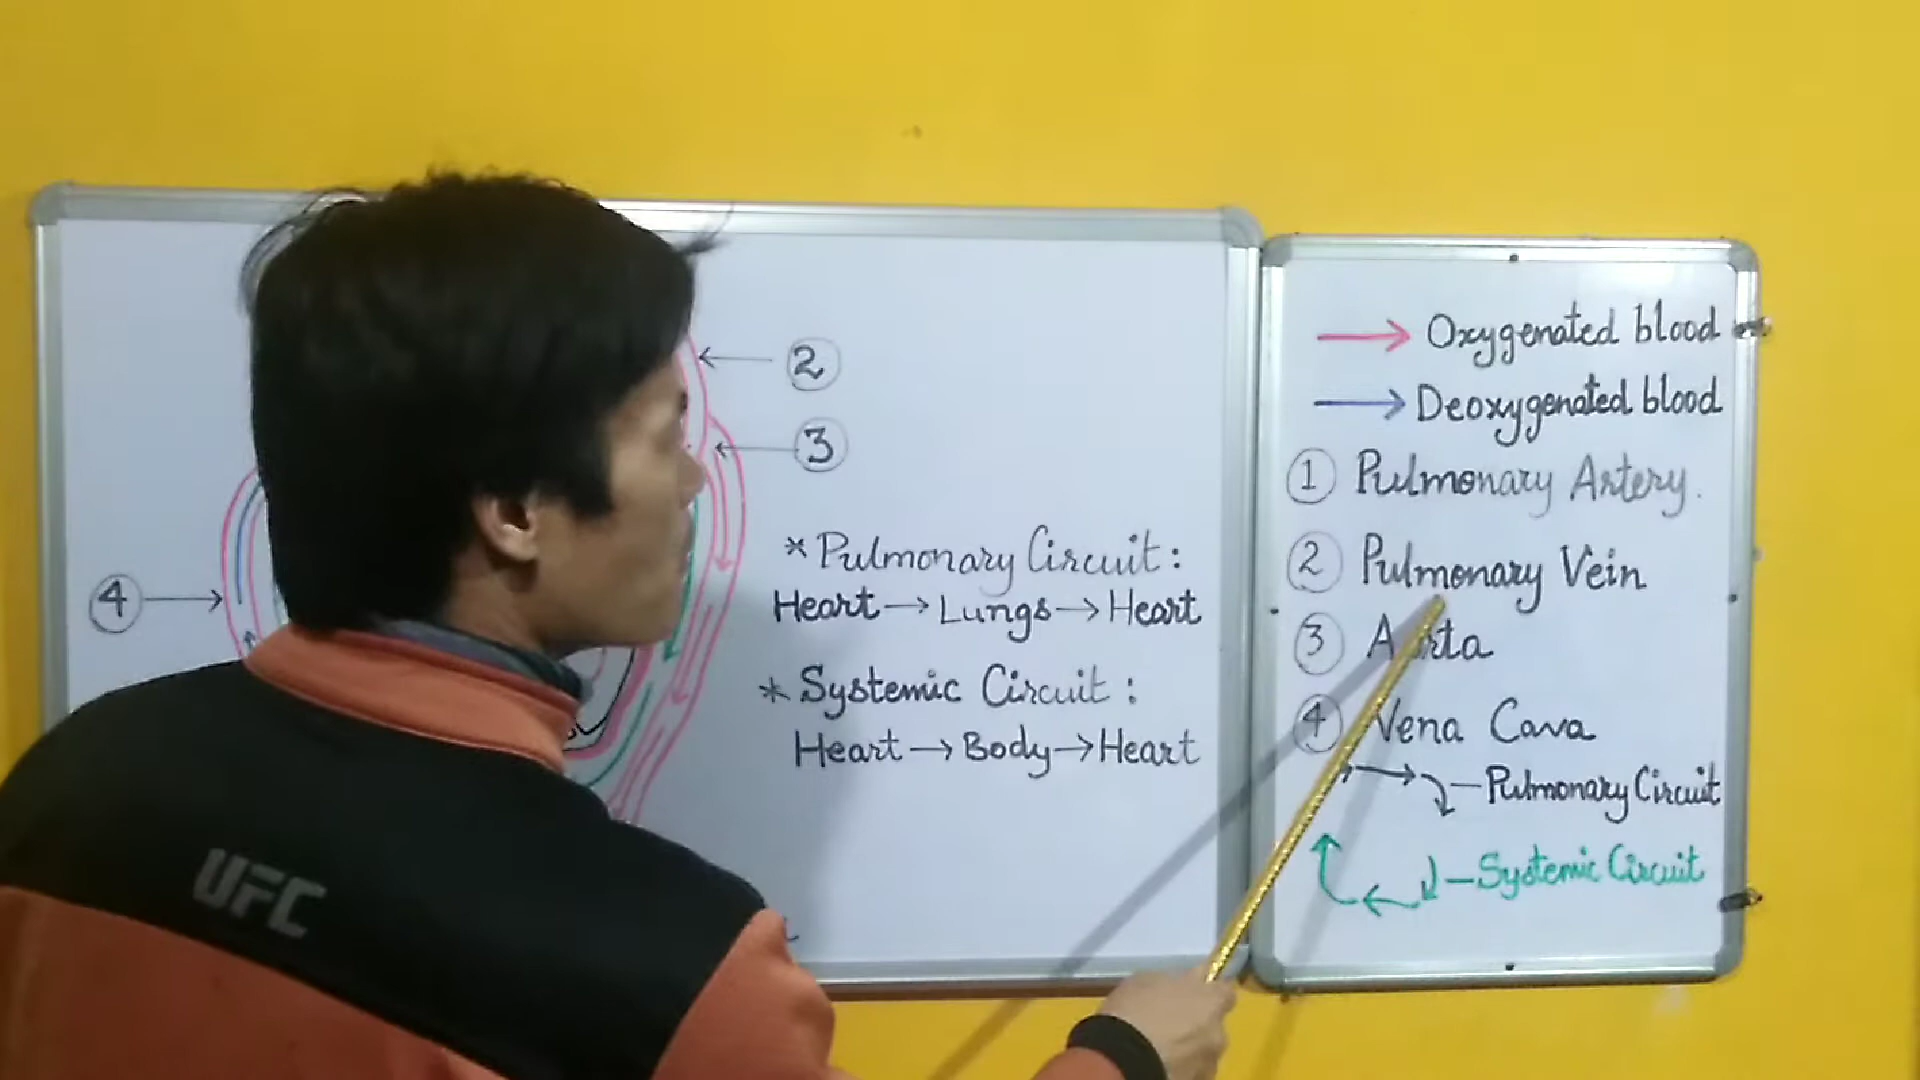 2
3
4
* Pulmonary Circuit :
Heart → Lungs → Heart
* Systemic Circuit :
Heart → Body → Heart
UFC
→ Oxygenated blood
→ Deoxygenated blood
1 Pulmonary Artery.
2 Pulmonary Vein
3 Aorta
4 Vena Cava
— Pulmonary Circuit
— Systemic Circuit